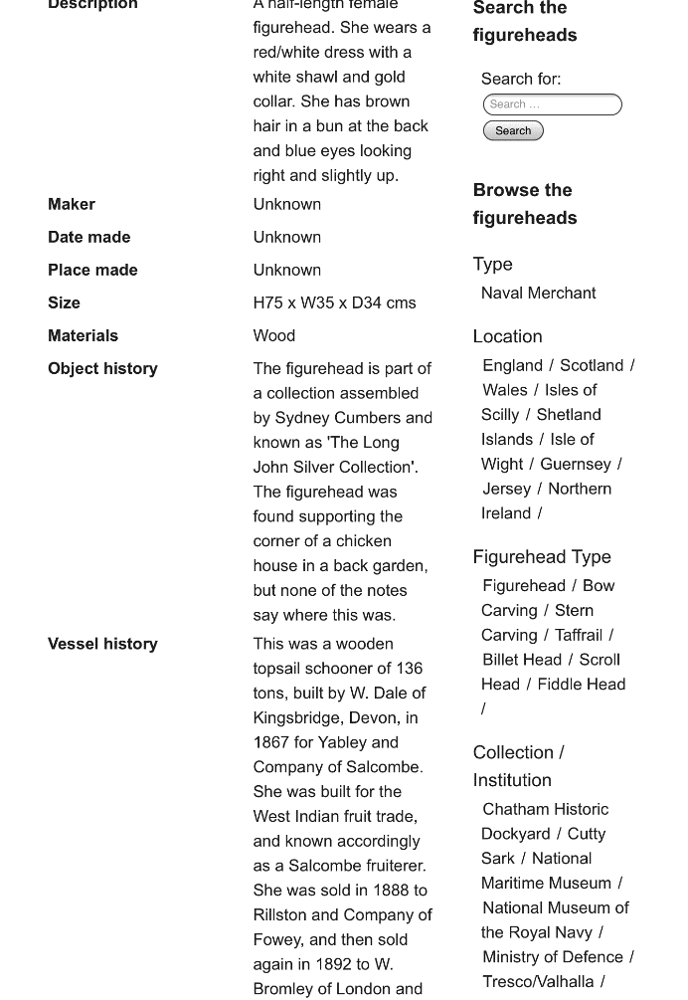 Description
A half-length female
figurehead. She wears a
red/white dress with a
white shawl and gold
collar. She has brown
hair in a bun at the back
and blue eyes looking
right and slightly up.
Maker
Unknown
Date made
Unknown
Place made
Unknown
Size
H75 x W35 x D34 cms
Materials
Wood
Object history
The figurehead is part of
a collection assembled
by Sydney Cumbers and
known as 'The Long
John Silver Collection'.
The figurehead was
found supporting the
corner of a chicken
house in a back garden,
but none of the notes
say where this was.
Vessel history
This was a wooden
topsail schooner of 136
tons, built by W. Dale of
Kingsbridge, Devon, in
1867 for Yabley and
Company of Salcombe.
She was built for the
West Indian fruit trade,
and known accordingly
as a Salcombe fruiterer.
She was sold in 1888 to
Rillston and Company of
Fowey, and then sold
again in 1892 to W.
Bromley of London and
Search the
figureheads
Search for:
Search …
Search
Browse the
figureheads
Type
Naval Merchant
Location
England / Scotland /
Wales / Isles of
Scilly / Shetland
Islands / Isle of
Wight / Guernsey /
Jersey / Northern
Ireland /
Figurehead Type
Figurehead / Bow
Carving / Stern
Carving / Taffrail /
Billet Head / Scroll
Head / Fiddle Head
/
Collection /
Institution
Chatham Historic
Dockyard / Cutty
Sark / National
Maritime Museum /
National Museum of
the Royal Navy /
Ministry of Defence /
Tresco/Valhalla /